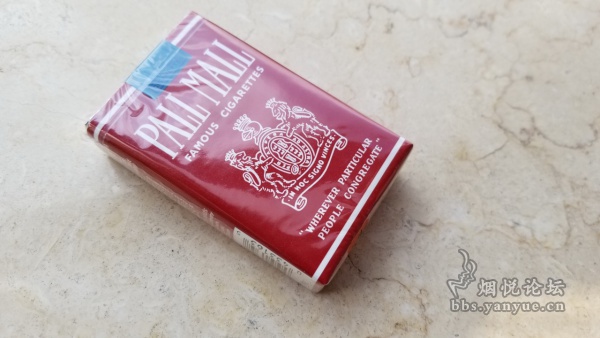 PALL MALL
FAMOUS CIGARETTES
IN HOC SIGNO VINCES
"WHEREVER PARTICULAR
PEOPLE CONGREGATE"
烟悦论坛
bbs.yanyue.cn